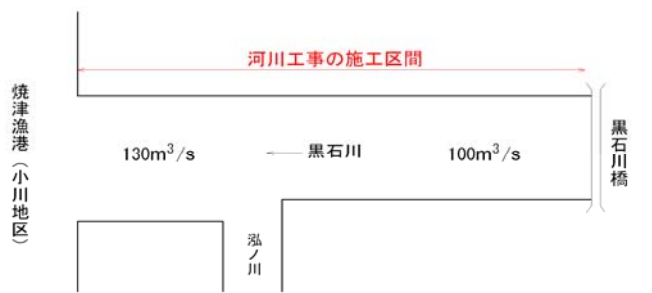 河川工事の施工区間
焼津漁港(小川地区)
130m³/s
黒石川
100m³/s
黒石川橋
泓ノ川